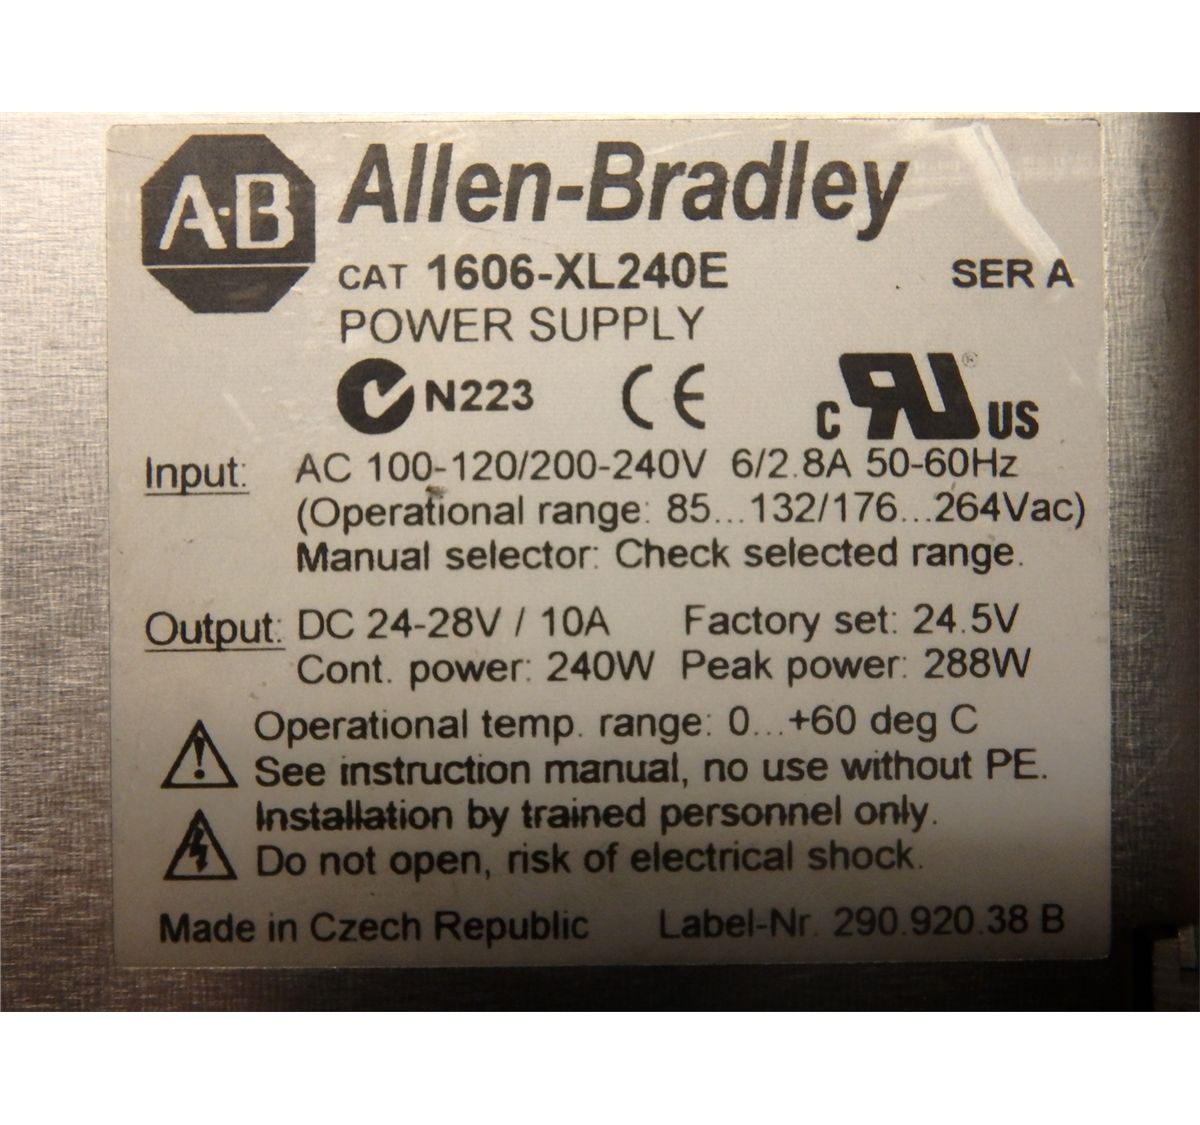 A·B Allen-Bradley
CAT 1606-XL240E SER A
POWER SUPPLY
N223 CE c RU ® US
Input: AC 100-120/200-240V 6/2.8A 50-60Hz
(Operational range: 85...132/176...264Vac)
Manual selector: Check selected range.
Output: DC 24-28V / 10A Factory set: 24.5V
Cont. power: 240W Peak power: 288W
Operational temp. range: 0...+60 deg C
See instruction manual, no use without PE.
Installation by trained personnel only.
Do not open, risk of electrical shock.
Made in Czech Republic Label-Nr. 290.920.38 B